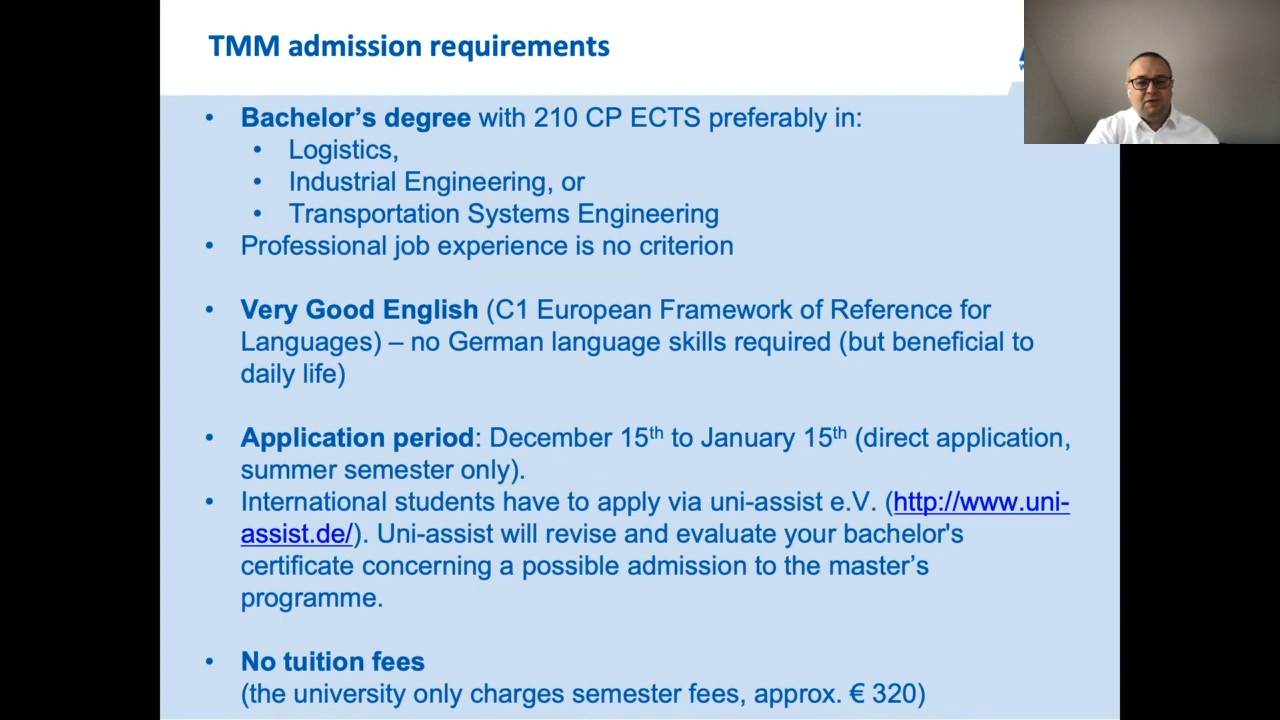 TMM admission requirements
• Bachelor's degree with 210 CP ECTS preferably in:
• Logistics,
• Industrial Engineering, or
• Transportation Systems Engineering
• Professional job experience is no criterion
• Very Good English (C1 European Framework of Reference for
Languages) – no German language skills required (but beneficial to
daily life)
• Application period: December 15th to January 15th (direct application,
summer semester only).
• International students have to apply via uni-assist e.V. (http://www.uni-
assist.de/). Uni-assist will revise and evaluate your bachelor's
certificate concerning a possible admission to the master's
programme.
• No tuition fees
(the university only charges semester fees, approx. € 320)